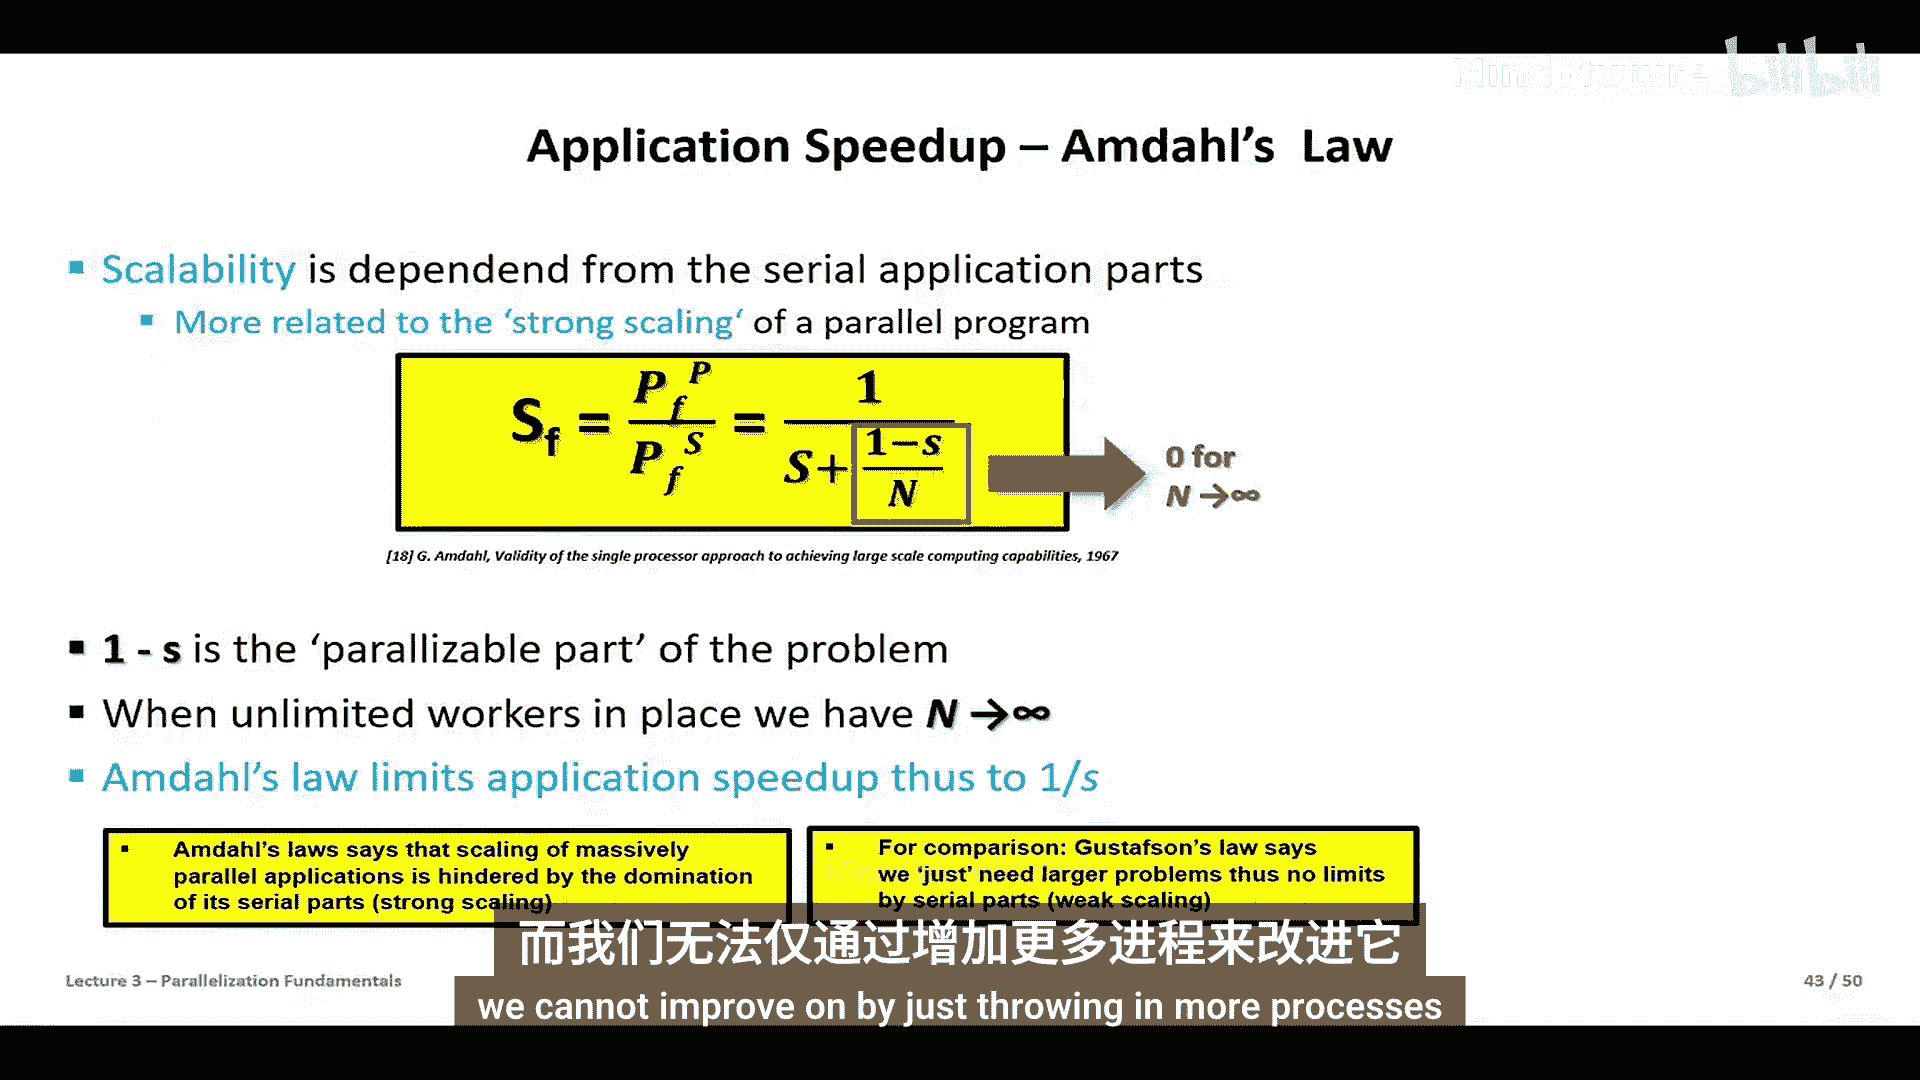 bilibili
Application Speedup – Amdahl's Law
▪ Scalability is dependend from the serial application parts
▪ More related to the ‘strong scaling‘ of a parallel program
S_f = P_f^P / P_f^S = 1 / (S + (1−s)/N)
0 for
N →∞
[18] G. Amdahl, Validity of the single processor approach to achieving large scale computing capabilities, 1967
▪ 1 - s is the ‘parallizable part’ of the problem
▪ When unlimited workers in place we have N →∞
▪ Amdahl’s law limits application speedup thus to 1/s
▪ Amdahl’s laws says that scaling of massively
parallel applications is hindered by the domination
of its serial parts (strong scaling)
▪ For comparison: Gustafson’s law says
we ‘just’ need larger problems thus no limits
by serial parts (weak scaling)
而我们无法仅通过增加更多进程来改进它
we cannot improve on by just throwing in more processes
Lecture 3 – Parallelization Fundamentals
43 / 50